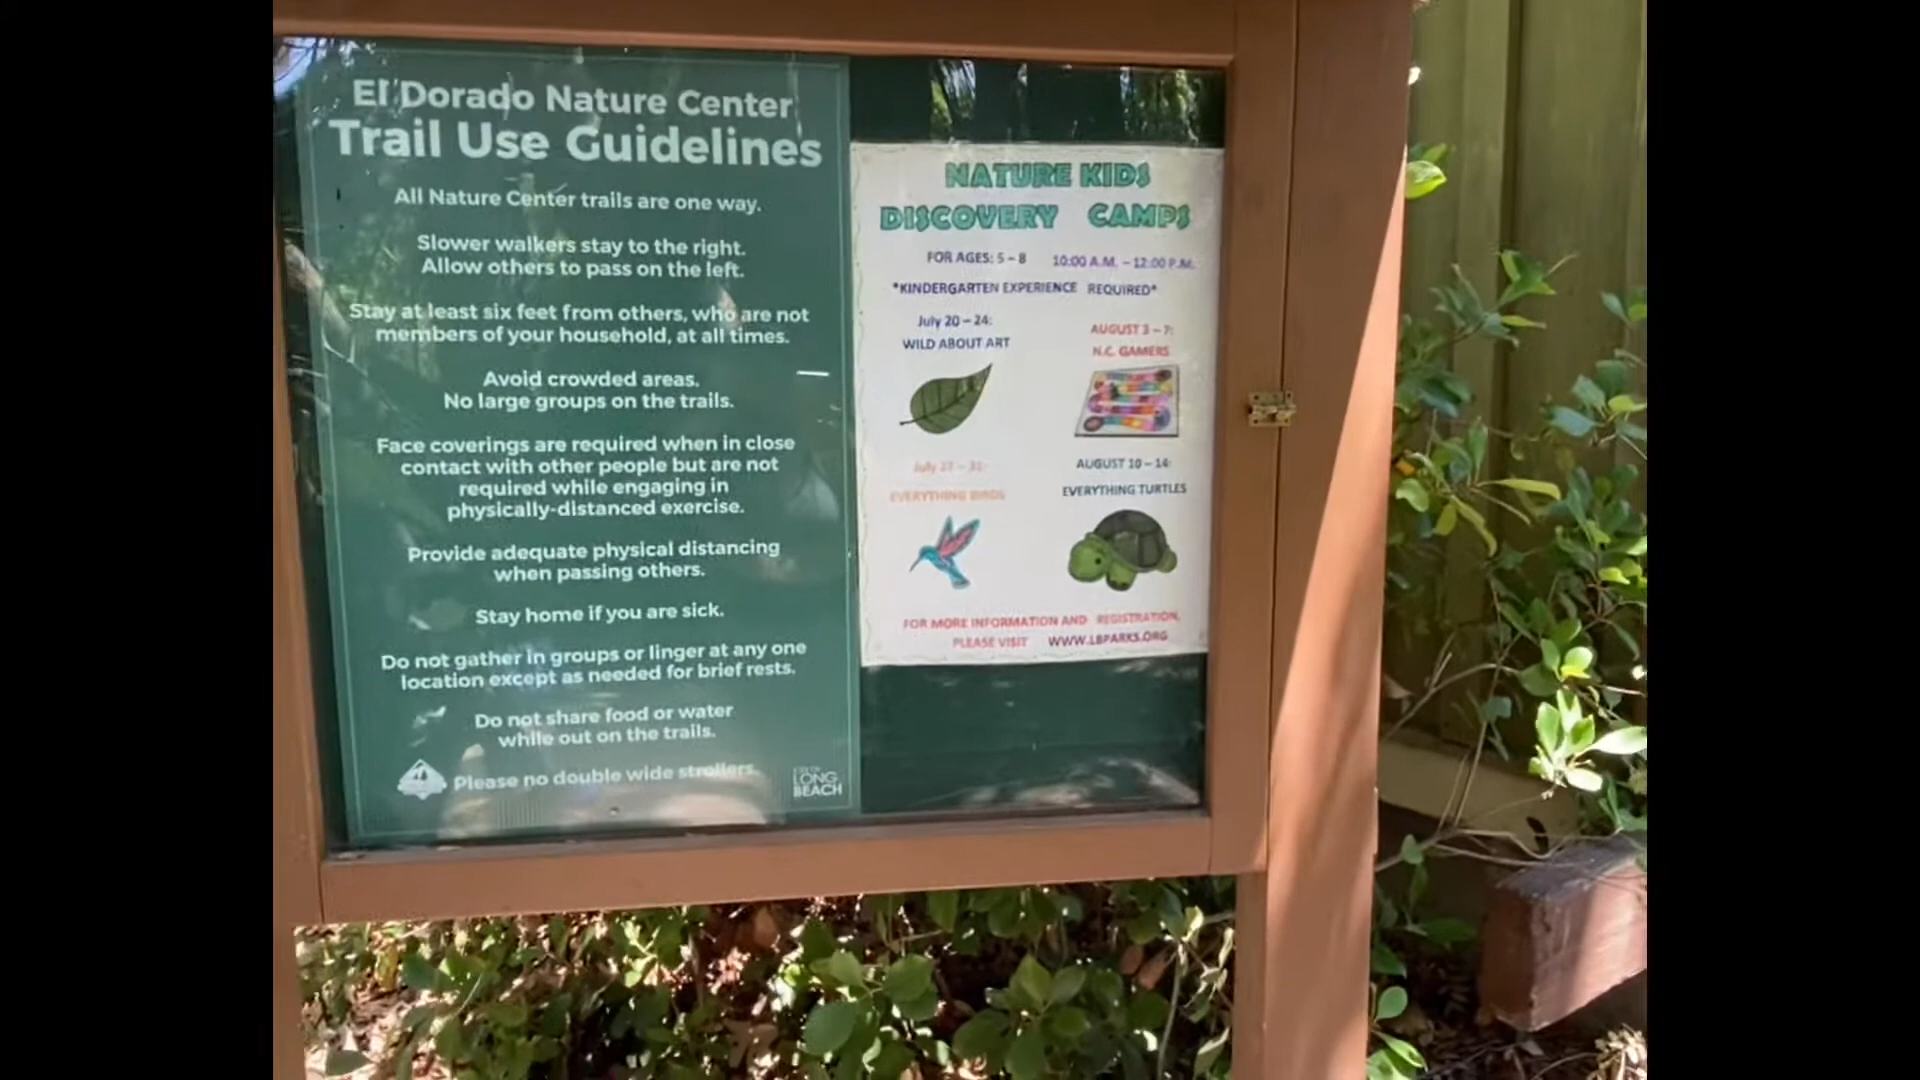 El Dorado Nature Center
Trail Use Guidelines
All Nature Center trails are one way.
Slower walkers stay to the right.
Allow others to pass on the left.
Stay at least six feet from others, who are not
members of your household, at all times.
Avoid crowded areas.
No large groups on the trails.
Face coverings are required when in close
contact with other people but are not
required while engaging in
physically-distanced exercise.
Provide adequate physical distancing
when passing others.
Stay home if you are sick.
Do not gather in groups or linger at any one
location except as needed for brief rests.
Do not share food or water
while out on the trails.
Please no double wide strollers.
CITY OF
LONG
BEACH
NATURE KIDS
DISCOVERY CAMPS
FOR AGES: 5 – 8 10:00 A.M. – 12:00 P.M.
*KINDERGARTEN EXPERIENCE REQUIRED*
July 20 – 24:
WILD ABOUT ART
AUGUST 3 – 7:
N.C. GAMERS
July 27 – 31:
EVERYTHING BIRDS
AUGUST 10 – 14:
EVERYTHING TURTLES
FOR MORE INFORMATION AND REGISTRATION,
PLEASE VISIT WWW.LBPARKS.ORG